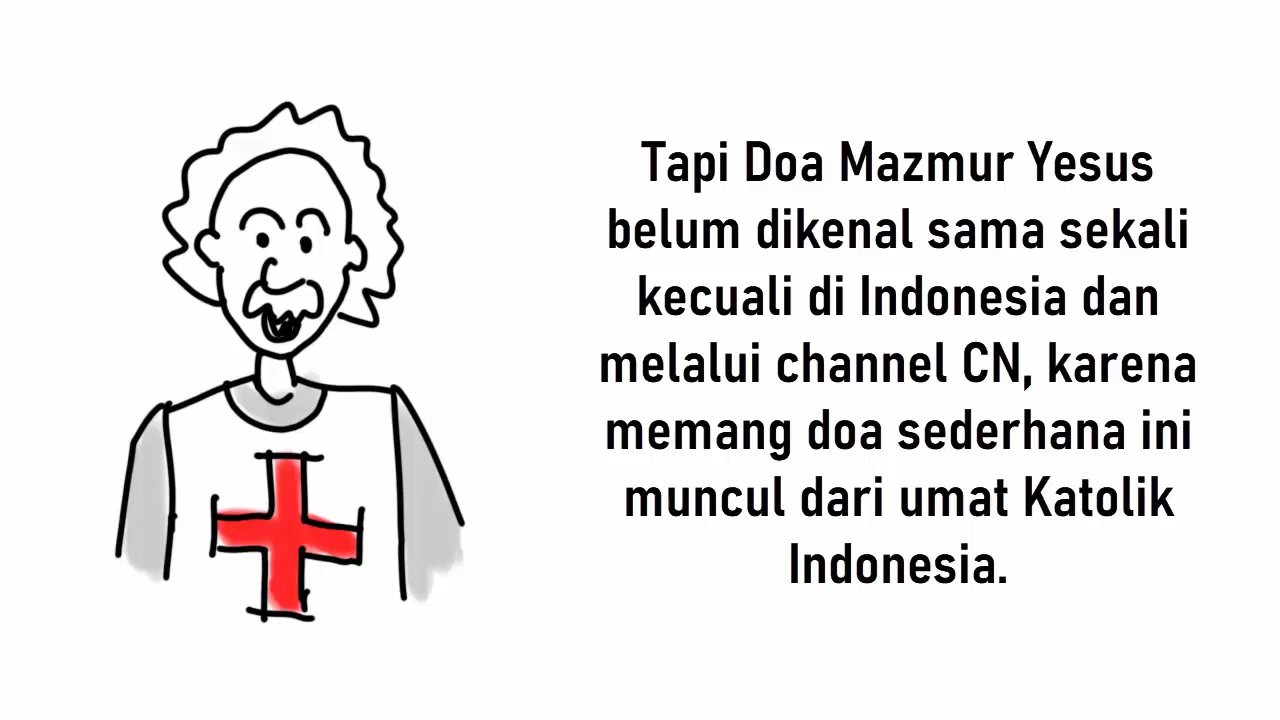 Tapi Doa Mazmur Yesus
belum dikenal sama sekali
kecuali di Indonesia dan
melalui channel CN, karena
memang doa sederhana ini
muncul dari umat Katolik
Indonesia.